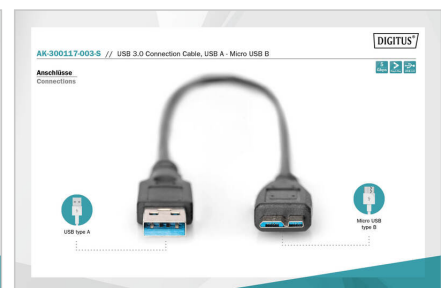 DIGITUS®
AK-300117-003-S // USB 3.0 Connection Cable, USB A - Micro USB B
Anschlüsse
Connections
USB type A
Micro USB
type B